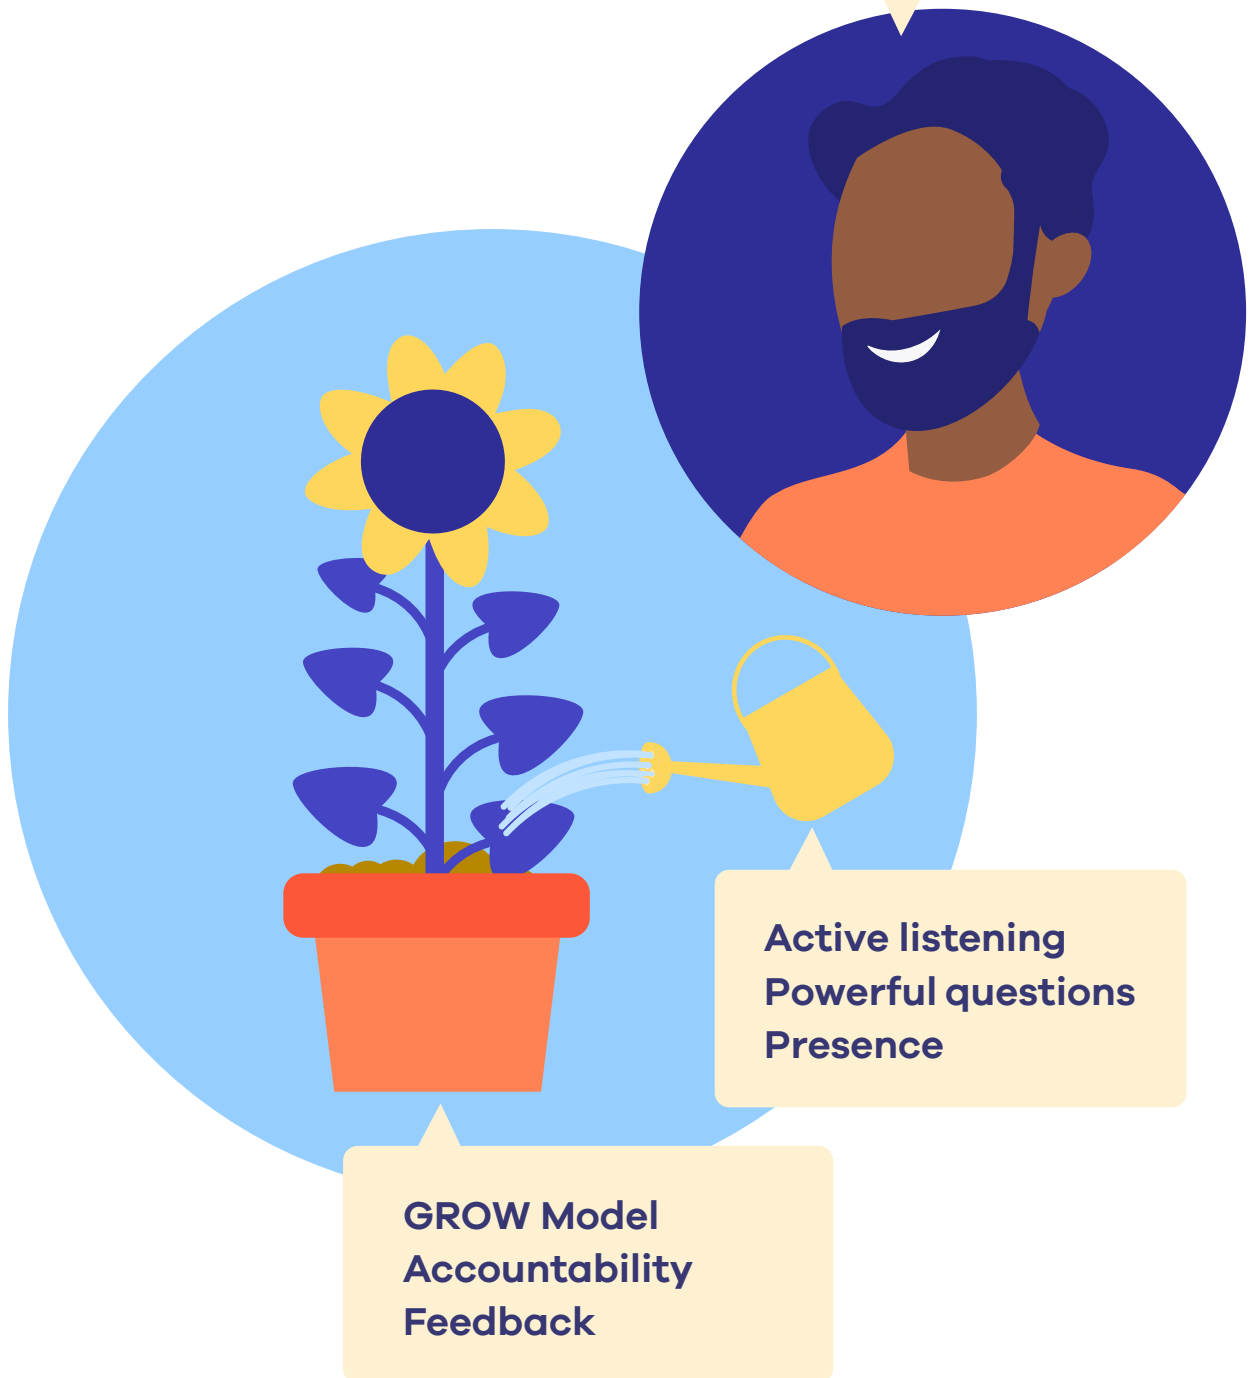 Active listening
Powerful questions
Presence
GROW Model
Accountability
Feedback